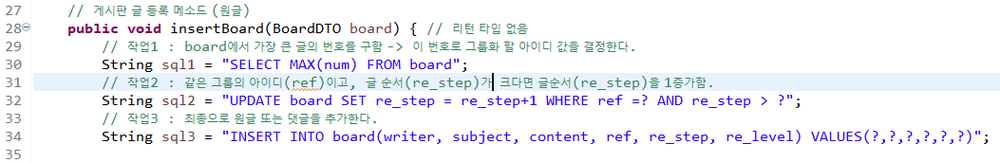 27 // 게시판 글 등록 메소드 (원글)
28 public void insertBoard(BoardDTO board) { // 리턴 타입 없음
29 // 작업1 : board에서 가장 큰 글의 번호를 구함 -> 이 번호로 그룹화 할 아이디 값을 결정한다.
30 String sql1 = "SELECT MAX(num) FROM board";
31 // 작업2 : 같은 그룹의 아이디(ref)이고, 글 순서(re_step)가 크다면 글순서(re_step)을 1증가함.
32 String sql2 = "UPDATE board SET re_step = re_step+1 WHERE ref =? AND re_step > ?";
33 // 작업3 : 최종으로 원글 또는 댓글을 추가한다.
34 String sql3 = "INSERT INTO board(writer, subject, content, ref, re_step, re_level) VALUES(?,?,?,?,?,?)";
35